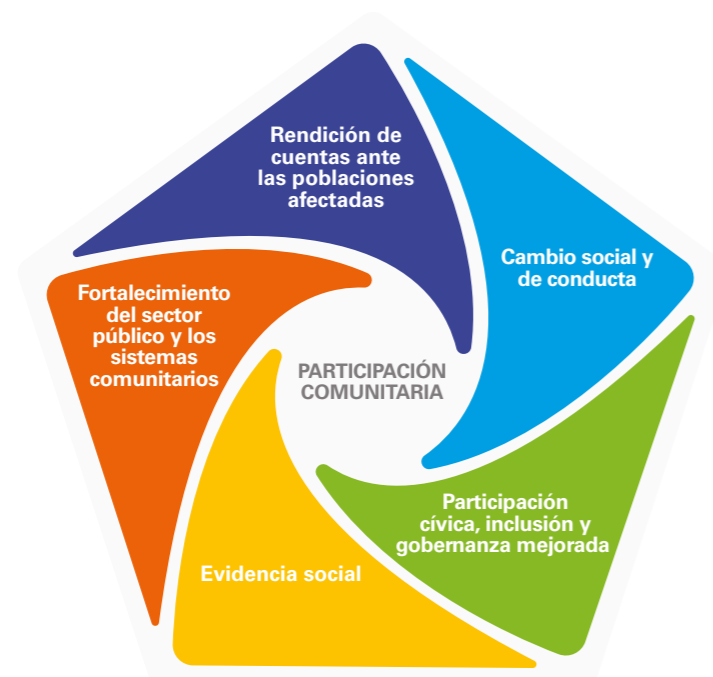 Rendición de
cuentas ante
las poblaciones
afectadas
Cambio social y
de conducta
Fortalecimiento
del sector
público y los
sistemas
comunitarios
PARTICIPACIÓN
COMUNITARIA
Participación
cívica, inclusión y
gobernanza mejorada
Evidencia social